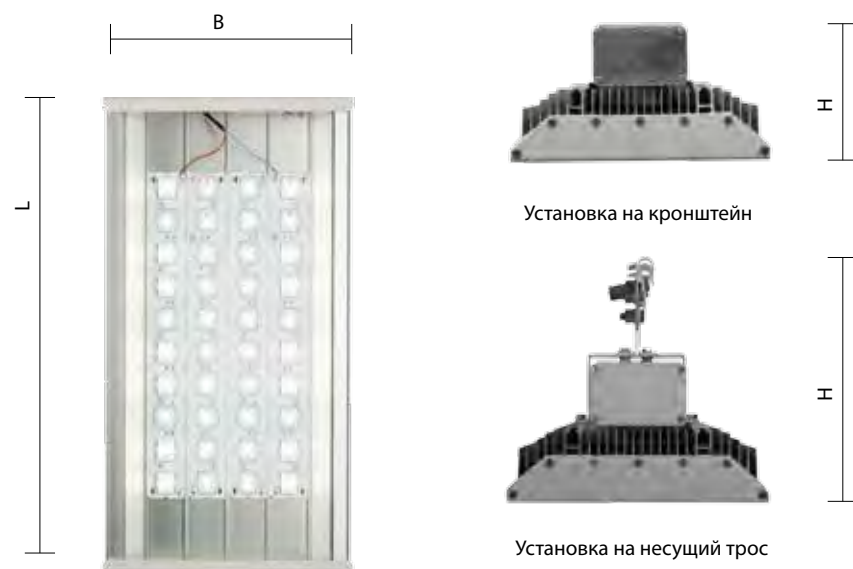 B
L
H
Установка на кронштейн
H
Установка на несущий трос